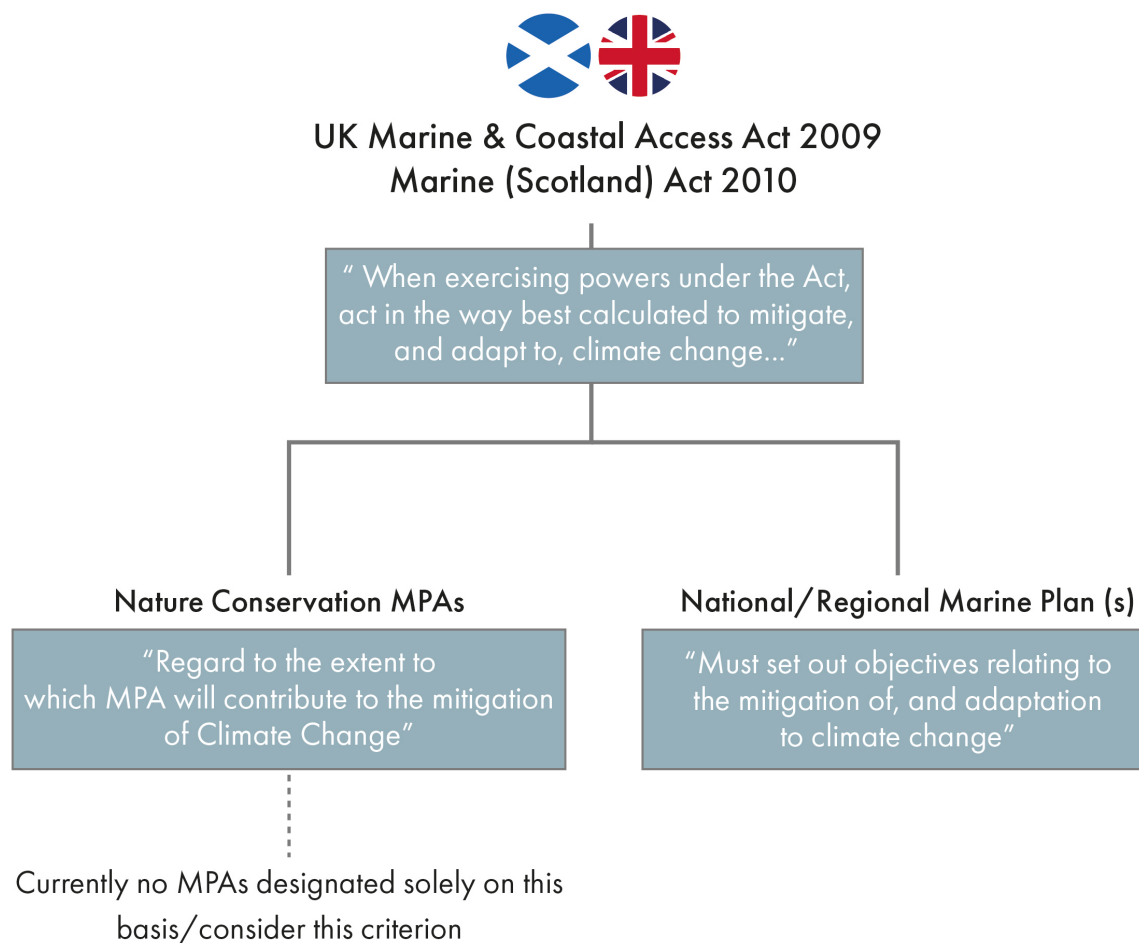 UK Marine & Coastal Access Act 2009
Marine (Scotland) Act 2010
“ When exercising powers under the Act,
act in the way best calculated to mitigate,
and adapt to, climate change...”
Nature Conservation MPAs
“Regard to the extent to
which MPA will contribute to the mitigation
of Climate Change”
Currently no MPAs designated solely on this
basis/consider this criterion
National/Regional Marine Plan (s)
“Must set out objectives relating to
the mitigation of, and adaptation
to climate change”